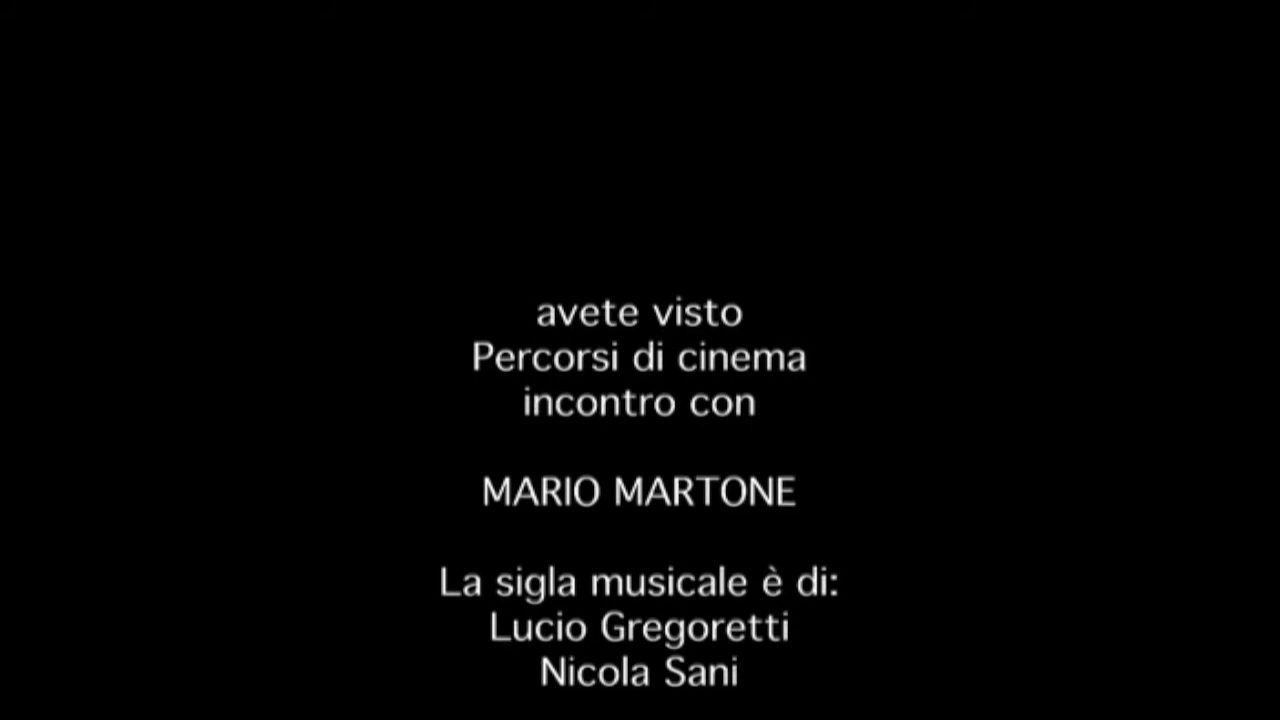 avete visto
Percorsi di cinema
incontro con
MARIO MARTONE
La sigla musicale è di:
Lucio Gregoretti
Nicola Sani